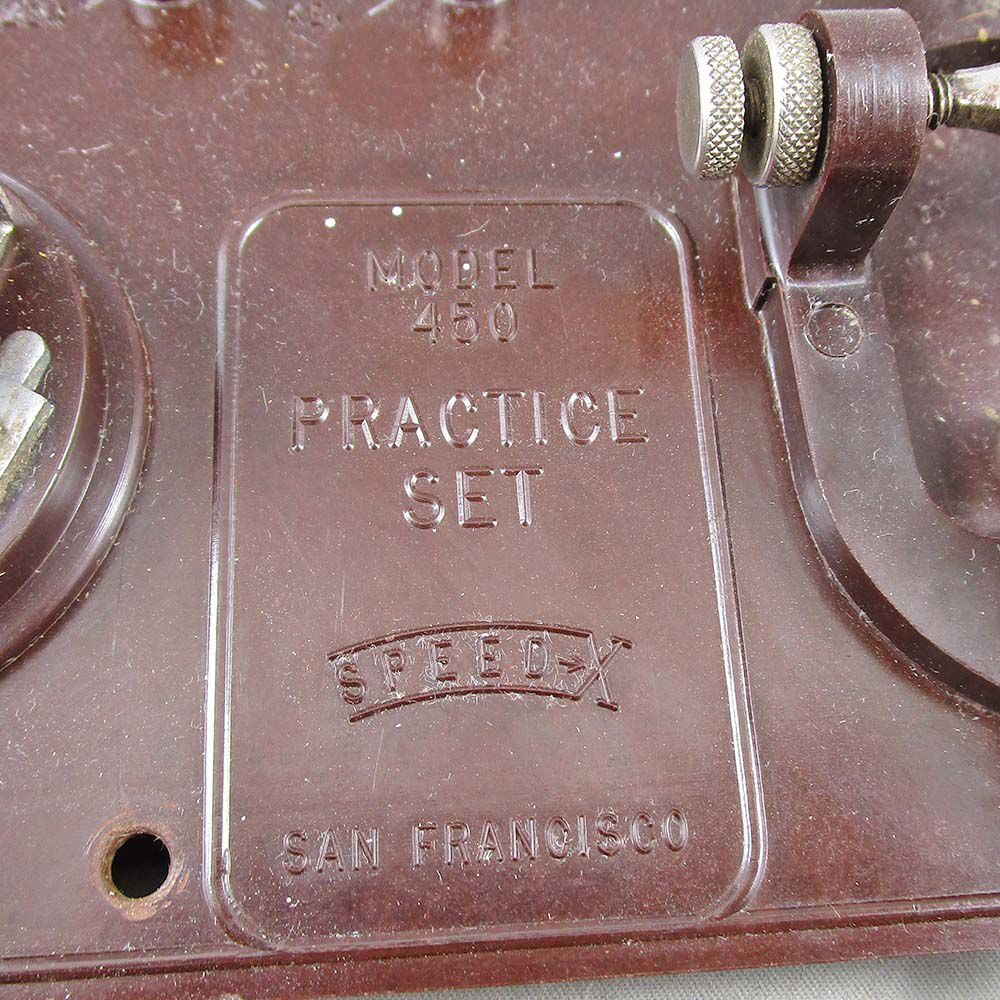 MODEL
450
PRACTICE
SET
SPEED-X
SAN FRANCISCO